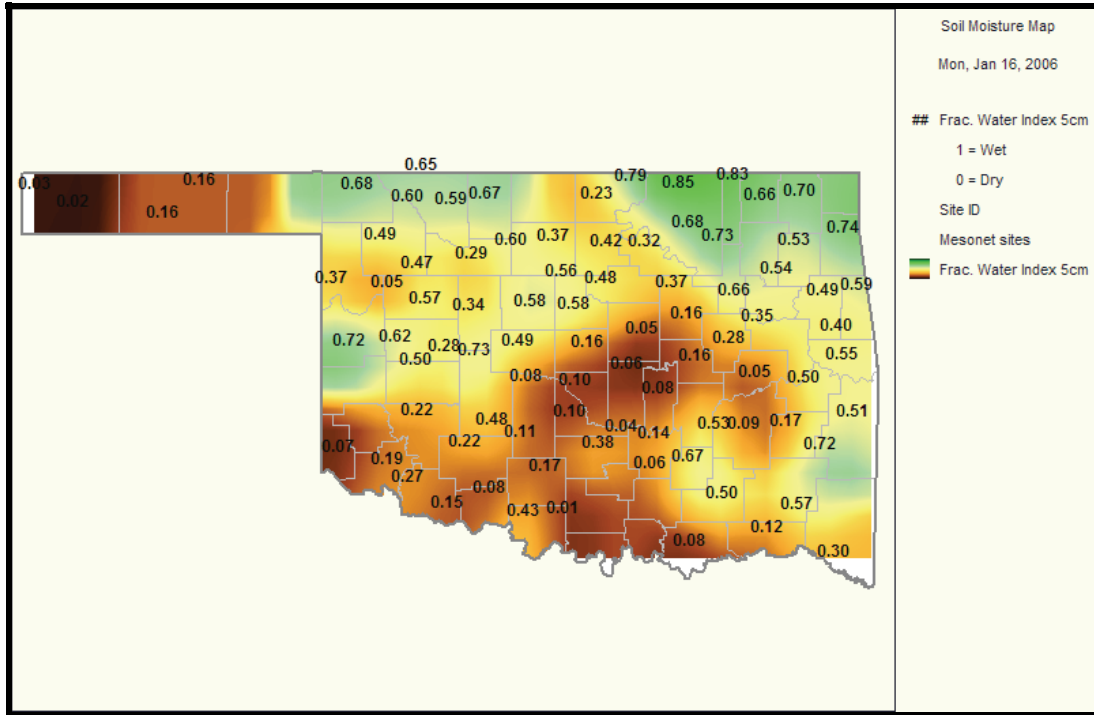 Soil Moisture Map
Mon, Jan 16, 2006
## Frac. Water Index 5cm
1 = Wet
0 = Dry
Site ID
Mesonet sites
Frac. Water Index 5cm
0.65
0.03 0.16 0.68 0.67 0.79 0.85 0.83
0.02 0.16 0.60 0.59 0.23 0.66 0.70
0.49 0.60 0.37 0.42 0.32 0.68 0.73 0.53 0.74
0.47 0.29 0.56 0.48 0.54
0.37 0.05 0.57 0.34 0.58 0.58 0.37 0.66 0.49 0.59
0.16 0.35
0.72 0.62 0.28 0.73 0.49 0.16 0.05 0.28 0.40
0.50 0.06 0.16 0.55
0.08 0.10 0.08 0.05 0.50
0.22 0.48 0.10 0.04 0.53 0.09 0.17 0.51
0.07 0.22 0.11 0.38 0.14 0.72
0.19 0.17 0.06 0.67
0.27 0.08 0.50
0.15 0.43 0.01 0.57
0.08 0.12
0.30